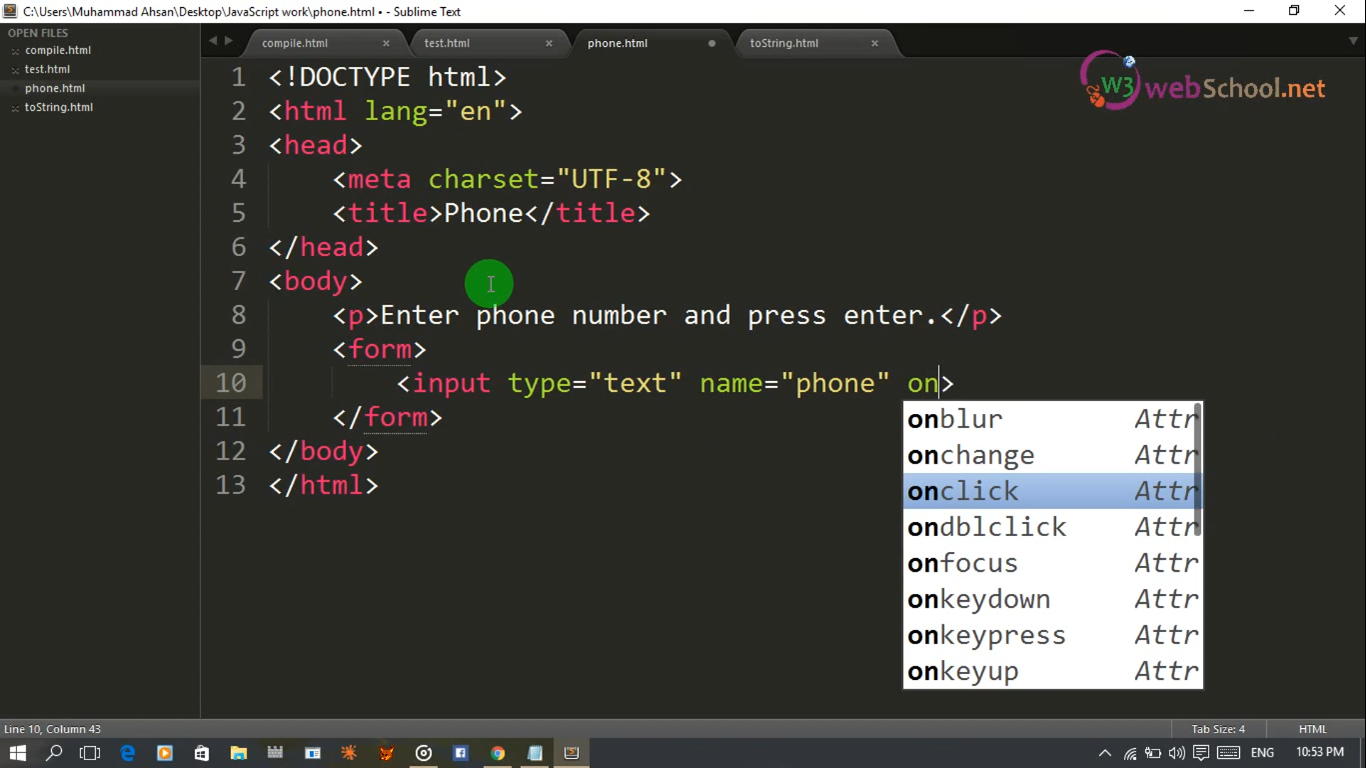 C:\Users\Muhammad Ahsan\Desktop\JavaScript work\phone.html • - Sublime Text
OPEN FILES
compile.html
test.html
phone.html
toString.html
compile.html × test.html × phone.html toString.html ×
W3 webSchool.net
1 <!DOCTYPE html>
2 <html lang="en">
3 <head>
4 <meta charset="UTF-8">
5 <title>Phone</title>
6 </head>
7 <body>
8 <p>Enter phone number and press enter.</p>
9 <form>
10 <input type="text" name="phone" on>
11 </form>
12 </body>
13 </html>
onblur Attr
onchange Attr
onclick Attr
ondblclick Attr
onfocus Attr
onkeydown Attr
onkeypress Attr
onkeyup Attr
Line 10, Column 43 Tab Size: 4 HTML
ENG 10:53 PM